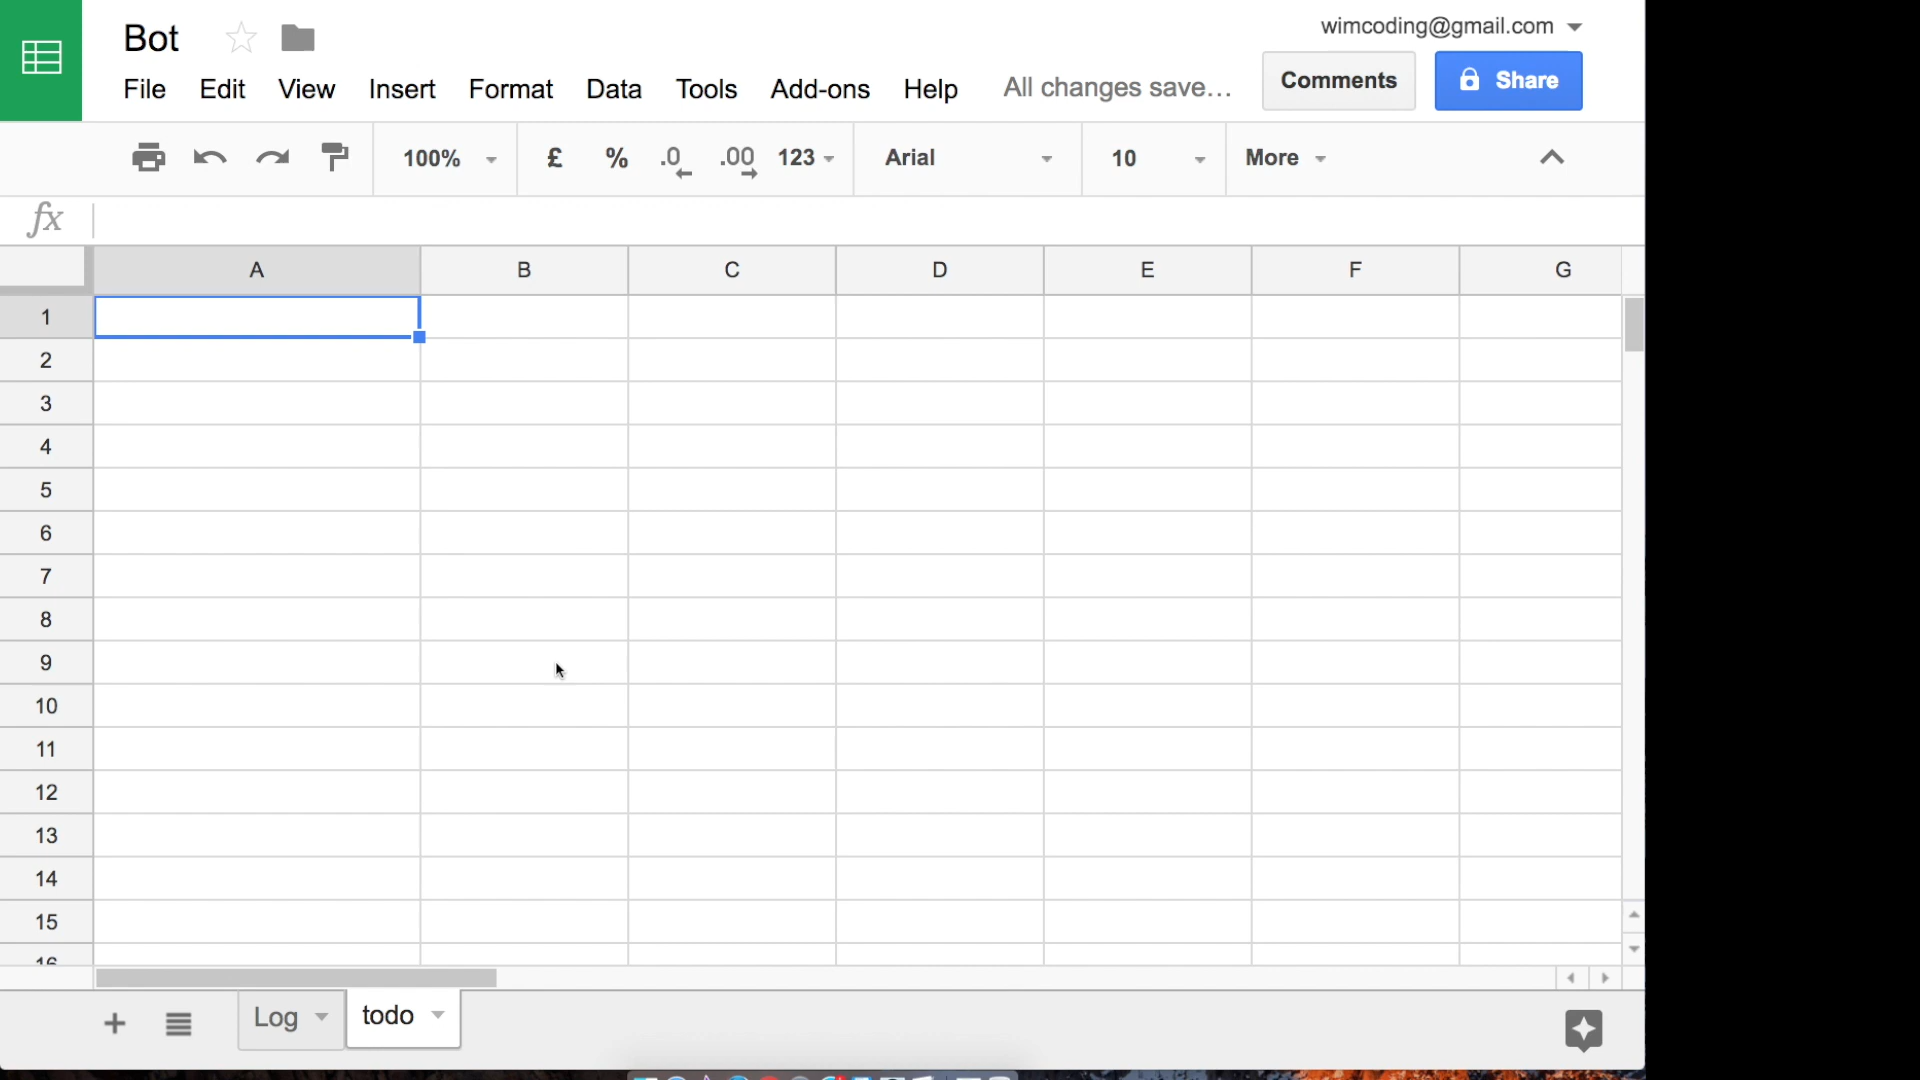 Bot
wimcoding@gmail.com
File Edit View Insert Format Data Tools Add-ons Help All changes save... Comments Share
100% £ % .0 .00 123 Arial 10 More
fx
A B C D E F G
1
2
3
4
5
6
7
8
9
10
11
12
13
14
15
16
Log todo